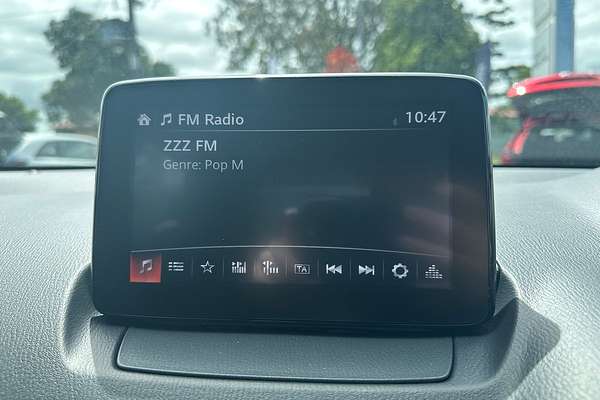 FM Radio
10:47
ZZZ FM
Genre: Pop M
TA